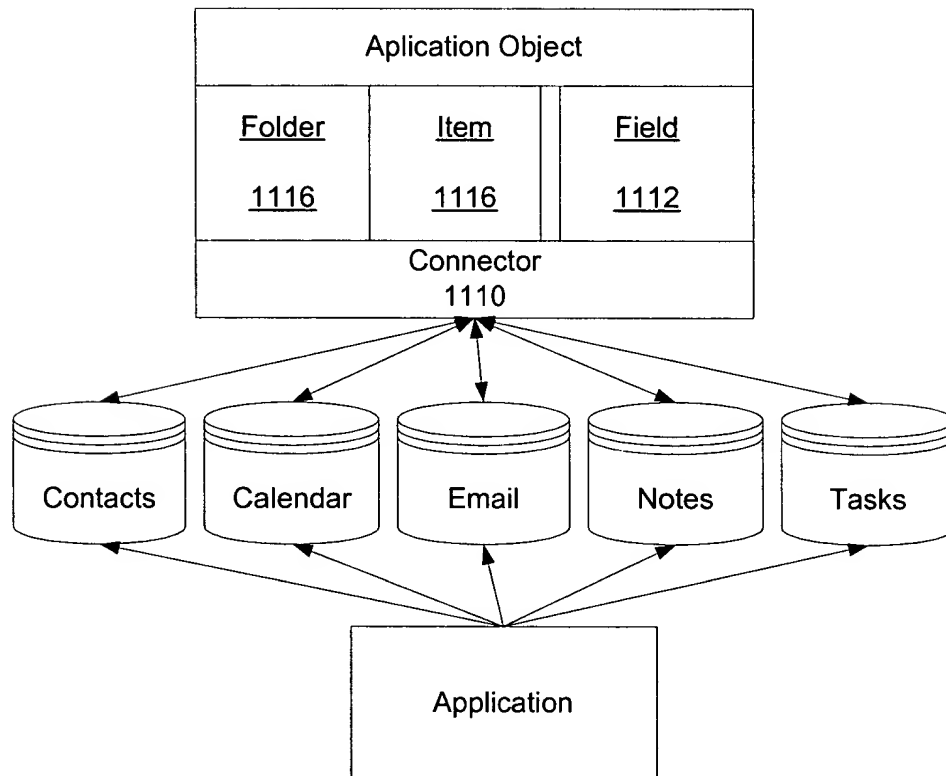 Aplication Object
Folder Item Field
1116 1116 1112
Connector
1110
Contacts Calendar Email Notes Tasks
Application